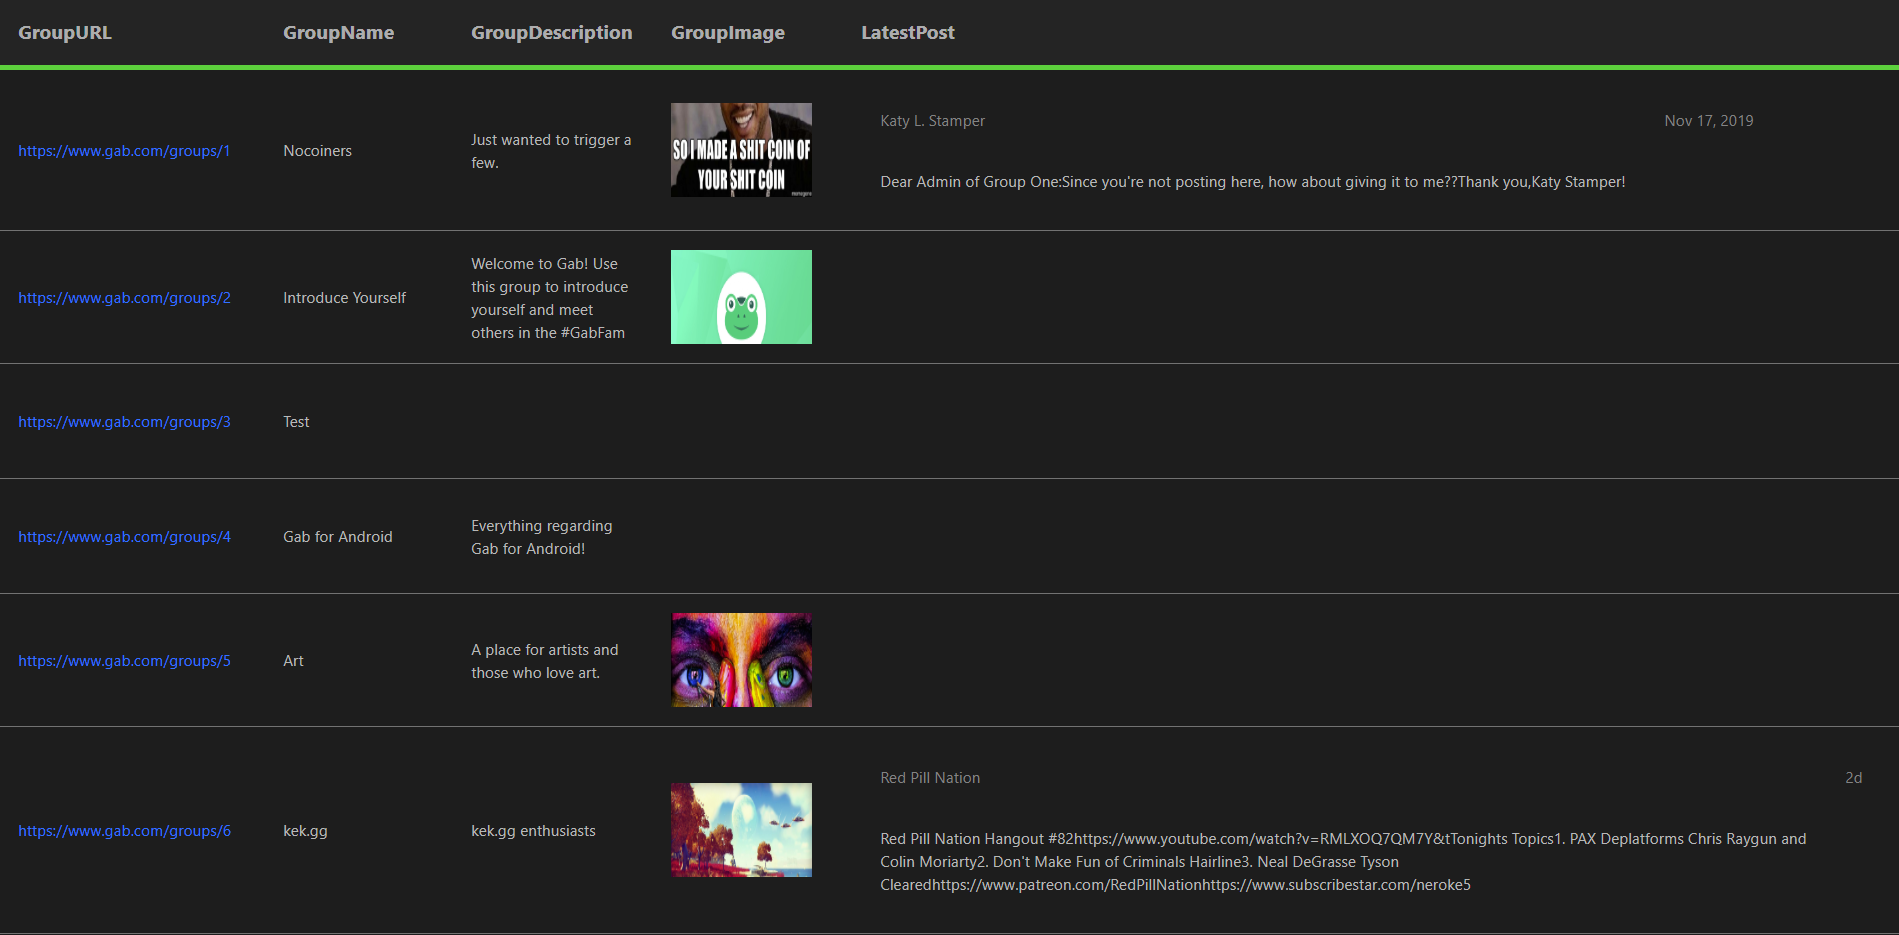 GroupURL GroupName GroupDescription GroupImage LatestPost
https://www.gab.com/groups/1
Nocoiners
Just wanted to trigger a
few.
SO I MADE A SHIT COIN OF
YOUR SHIT COIN
Katy L. Stamper Nov 17, 2019
Dear Admin of Group One:Since you're not posting here, how about giving it to me??Thank you,Katy Stamper!
https://www.gab.com/groups/2
Introduce Yourself
Welcome to Gab! Use
this group to introduce
yourself and meet
others in the #GabFam
https://www.gab.com/groups/3
Test
https://www.gab.com/groups/4
Gab for Android
Everything regarding
Gab for Android!
https://www.gab.com/groups/5
Art
A place for artists and
those who love art.
https://www.gab.com/groups/6
kek.gg
kek.gg enthusiasts
Red Pill Nation 2d
Red Pill Nation Hangout #82https://www.youtube.com/watch?v=RMLXOQ7QM7Y&tTonights Topics1. PAX Deplatforms Chris Raygun and
Colin Moriarty2. Don't Make Fun of Criminals Hairline3. Neal DeGrasse Tyson
Clearedhttps://www.patreon.com/RedPillNationhttps://www.subscribestar.com/neroke5